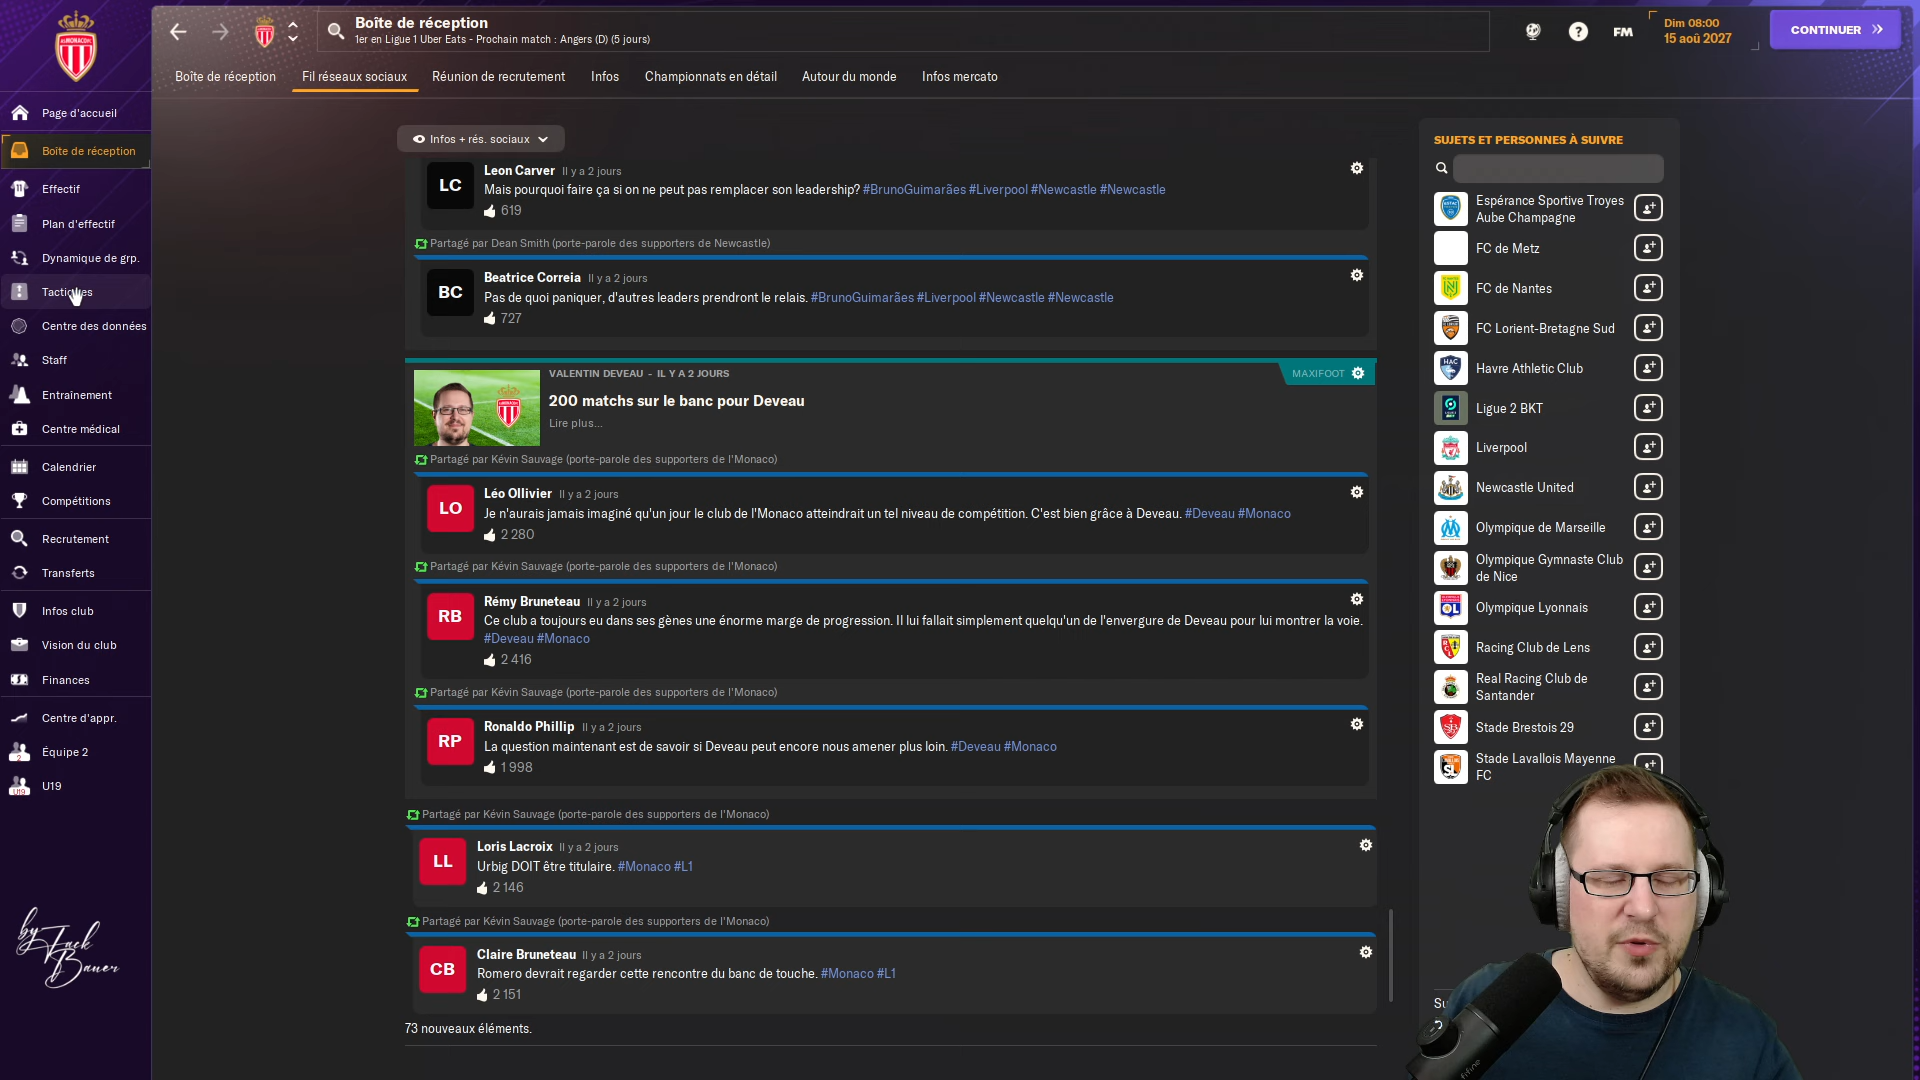 Boîte de réception
1er en Ligue 1 Uber Eats - Prochain match : Angers (D) (5 jours)
FM
Dim 08:00
15 aoû 2027
CONTINUER
Boîte de réception
Fil réseaux sociaux
Réunion de recrutement
Infos
Championnats en détail
Autour du monde
Infos mercato
Page d'accueil
Boîte de réception
Effectif
Plan d'effectif
Dynamique de grp.
Centre des données
Staff
Entraînement
Centre médical
Calendrier
Compétitions
Recrutement
Transferts
Infos club
Vision du club
Finances
Centre d'appr.
Équipe 2
U19
by Jack
Bauer
Infos + rés. sociaux
LC
Leon Carver Il y a 2 jours
Mais pourquoi faire ça si on ne peut pas remplacer son leadership? #BrunoGuimarães #Liverpool #Newcastle #Newcastle
619
Partagé par Dean Smith (porte-parole des supporters de Newcastle)
BC
Beatrice Correia Il y a 2 jours
Pas de quoi paniquer, d'autres leaders prendront le relais. #BrunoGuimarães #Liverpool #Newcastle #Newcastle
727
VALENTIN DEVEAU - IL Y A 2 JOURS
MAXIFOOT
200 matchs sur le banc pour Deveau
Lire plus...
Partagé par Kévin Sauvage (porte-parole des supporters de l'Monaco)
LO
Léo Ollivier Il y a 2 jours
Je n'aurais jamais imaginé qu'un jour le club de l'Monaco atteindrait un tel niveau de compétition. C'est bien grâce à Deveau. #Deveau #Monaco
2 280
Partagé par Kévin Sauvage (porte-parole des supporters de l'Monaco)
RB
Rémy Bruneteau Il y a 2 jours
Ce club a toujours eu dans ses gènes une énorme marge de progression. Il lui fallait simplement quelqu'un de l'envergure de Deveau pour lui montrer la voie.
#Deveau #Monaco
2 416
Partagé par Kévin Sauvage (porte-parole des supporters de l'Monaco)
RP
Ronaldo Phillip Il y a 2 jours
La question maintenant est de savoir si Deveau peut encore nous amener plus loin. #Deveau #Monaco
1 998
Partagé par Kévin Sauvage (porte-parole des supporters de l'Monaco)
LL
Loris Lacroix Il y a 2 jours
Urbig DOIT être titulaire. #Monaco #L1
2 146
Partagé par Kévin Sauvage (porte-parole des supporters de l'Monaco)
CB
Claire Bruneteau Il y a 2 jours
Romero devrait regarder cette rencontre du banc de touche. #Monaco #L1
2 151
73 nouveaux éléments.
SUJETS ET PERSONNES À SUIVRE
Espérance Sportive Troyes
Aube Champagne
FC de Metz
FC de Nantes
FC Lorient-Bretagne Sud
Havre Athletic Club
Ligue 2 BKT
Liverpool
Newcastle United
Olympique de Marseille
Olympique Gymnaste Club
de Nice
Olympique Lyonnais
Racing Club de Lens
Real Racing Club de
Santander
Stade Brestois 29
Stade Lavallois Mayenne
FC
fifine